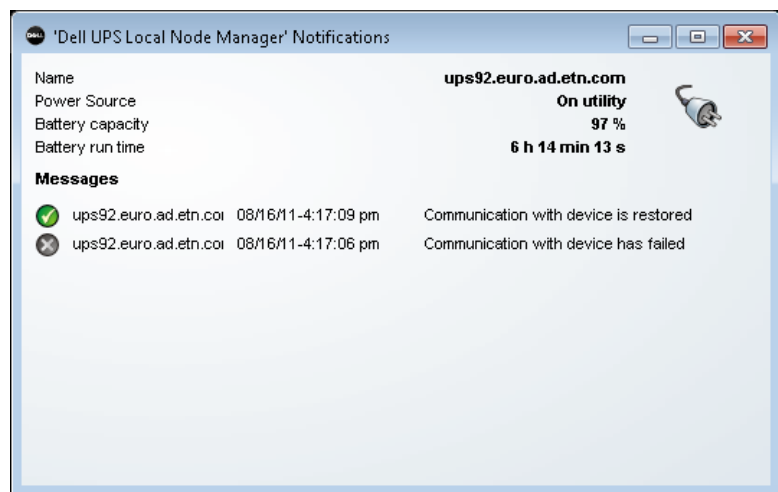 DELL 'Dell UPS Local Node Manager' Notifications
Name ups92.euro.ad.etn.com
Power Source On utility
Battery capacity 97 %
Battery run time 6 h 14 min 13 s
Messages
ups92.euro.ad.etn.coı 08/16/11-4:17:09 pm Communication with device is restored
ups92.euro.ad.etn.coı 08/16/11-4:17:06 pm Communication with device has failed